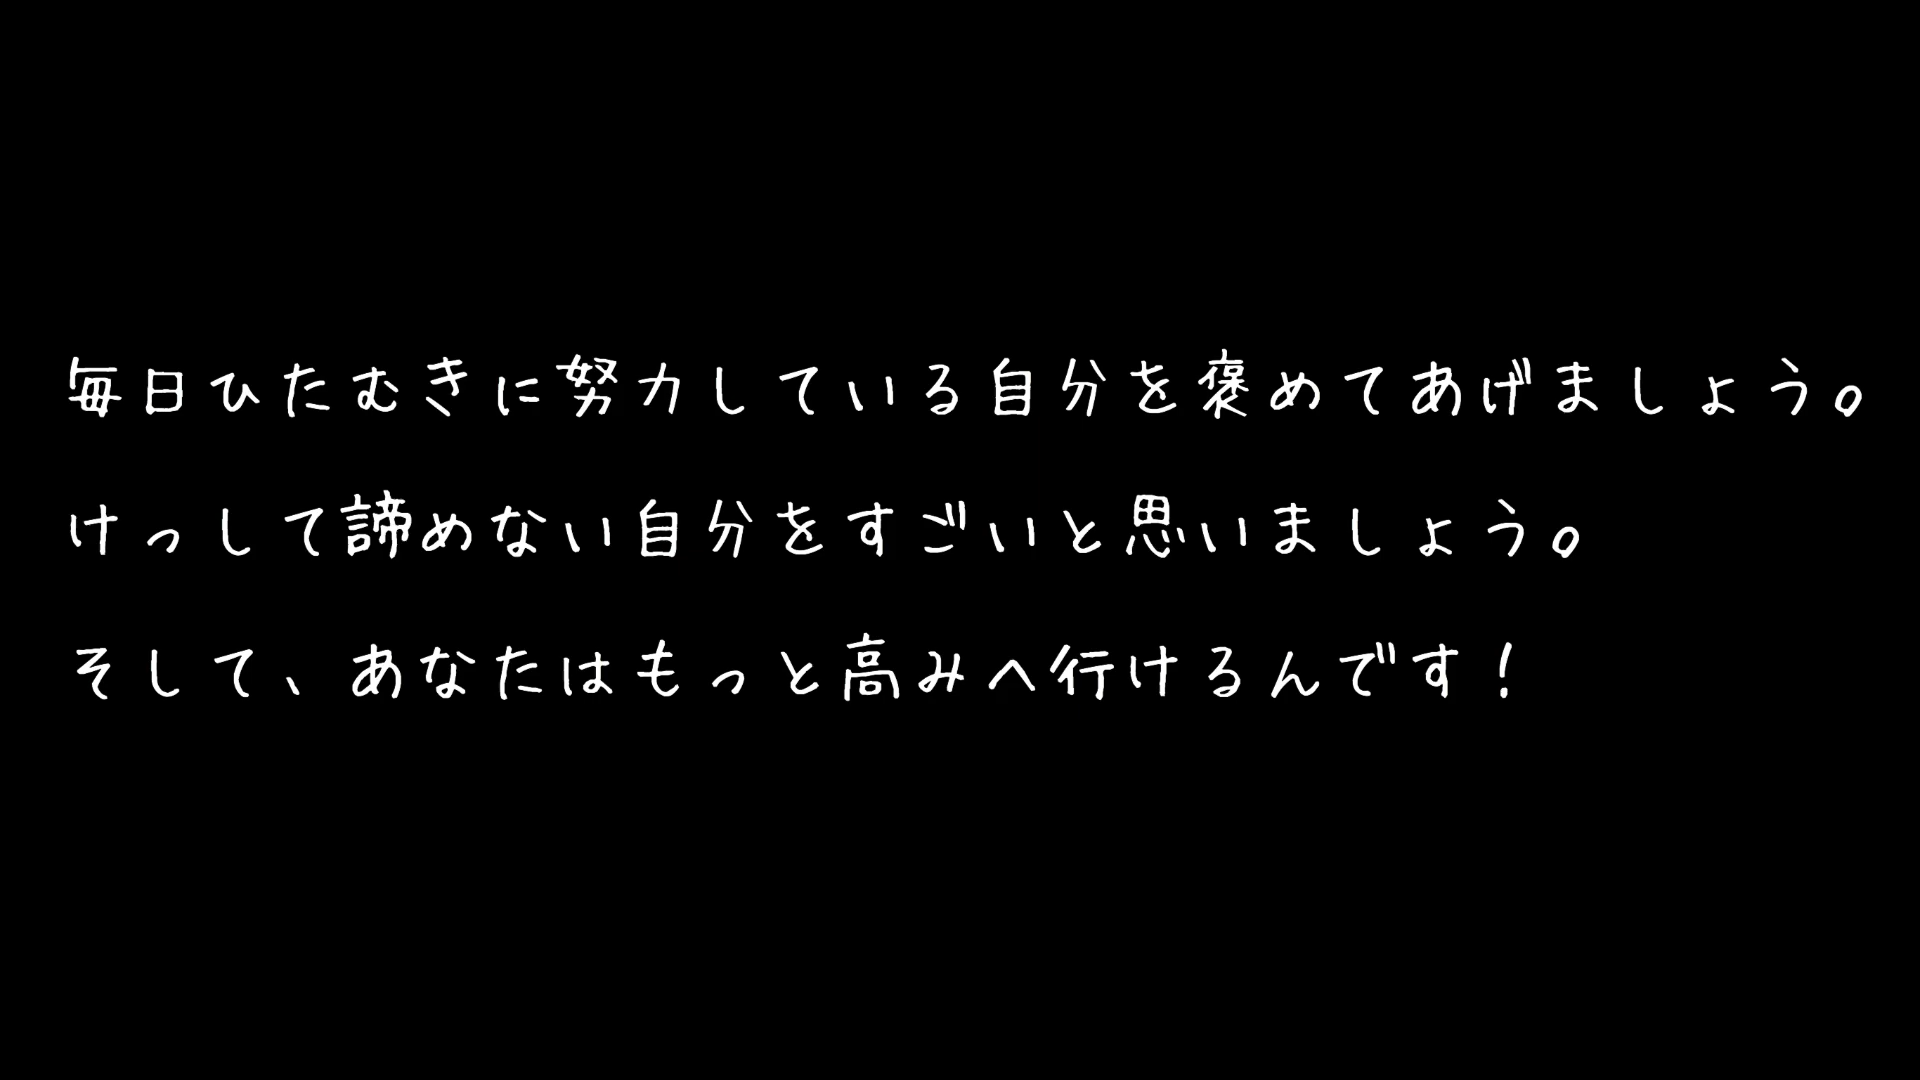 毎日ひたむきに努力している自分を褒めてあげましょう。
けっして諦めない自分をすごいと思いましょう。
そして、あなたはもっと高みへ行けるんです！